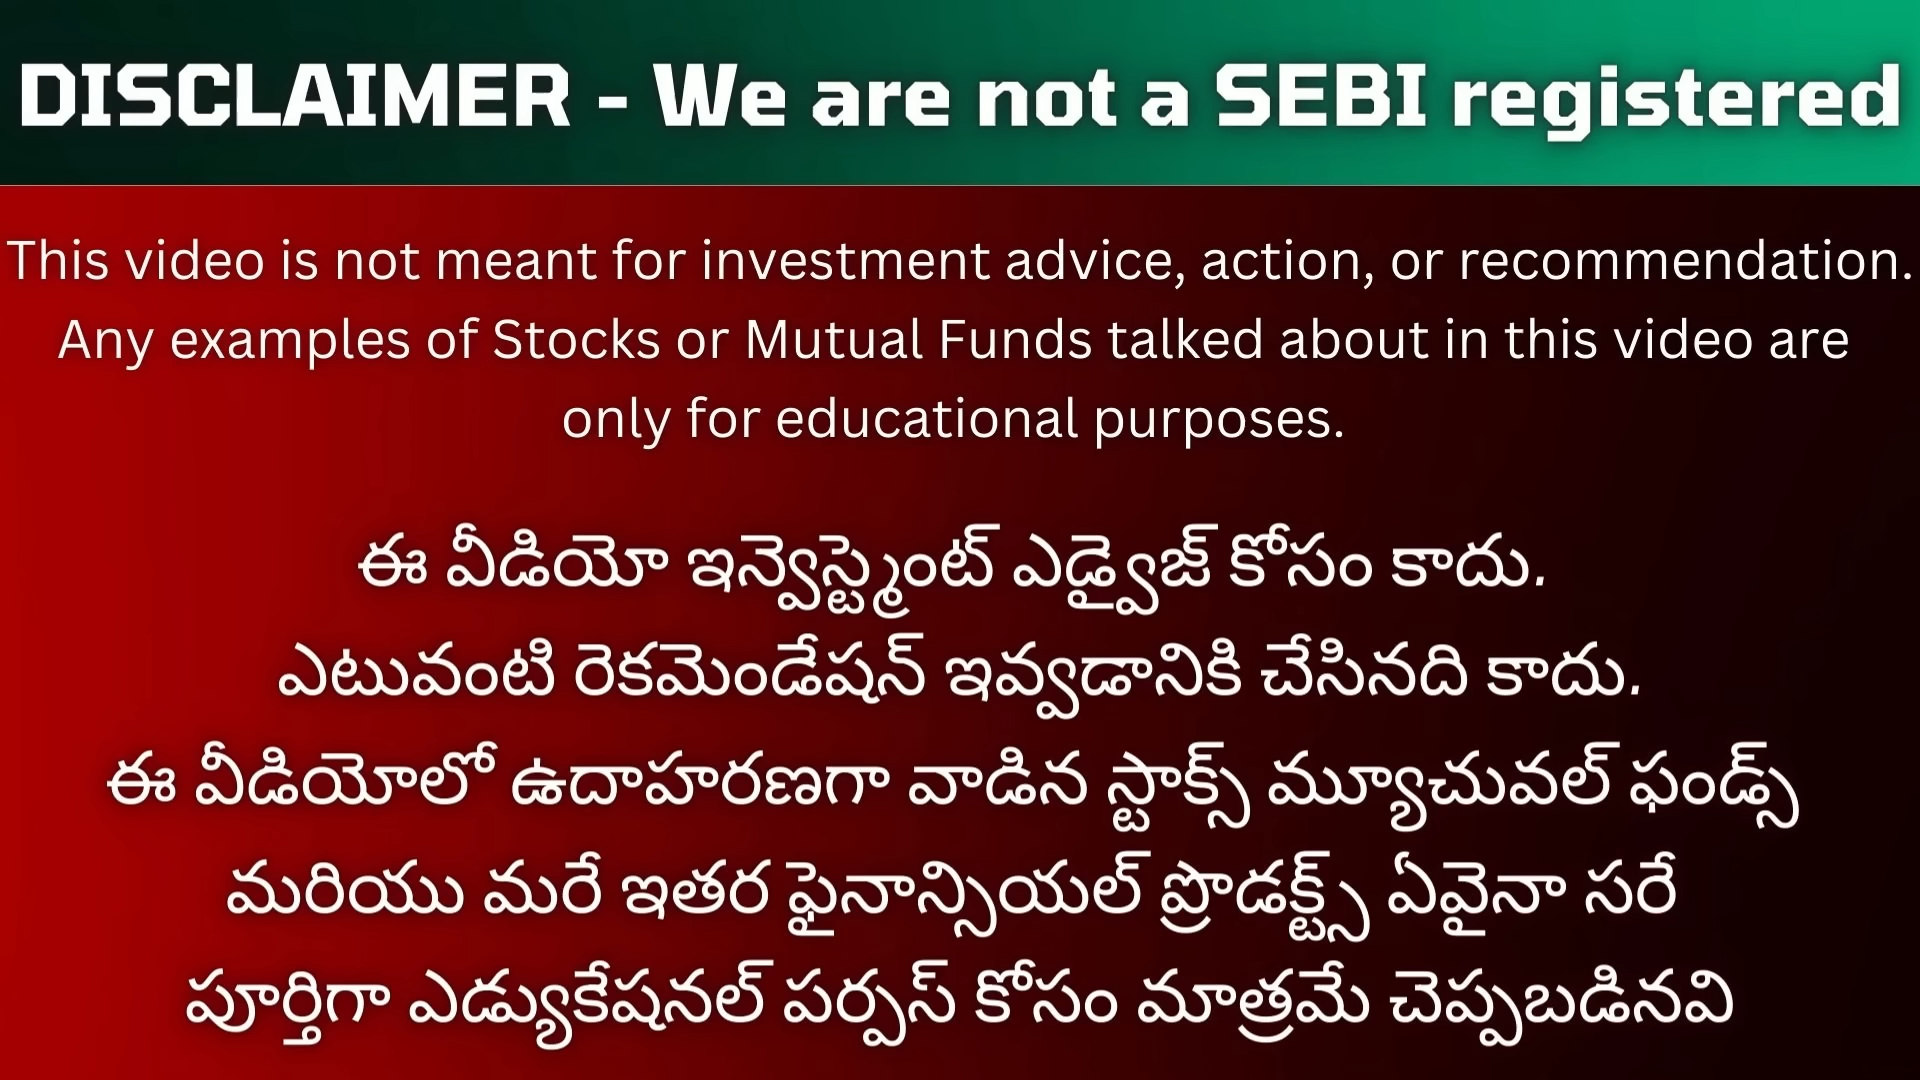 DISCLAIMER - We are not a SEBI registered
This video is not meant for investment advice, action, or recommendation.
Any examples of Stocks or Mutual Funds talked about in this video are
only for educational purposes.
ఈ వీడియో ఇన్వెస్ట్మెంట్ ఎడ్వైజ్ కోసం కాదు.
ఎటువంటి రెకమెండేషన్ ఇవ్వడానికి చేసినది కాదు.
ఈ వీడియోలో ఉదాహరణగా వాడిన స్టాక్స్ మ్యూచువల్ ఫండ్స్
మరియు మరే ఇతర ఫైనాన్సియల్ ప్రొడక్ట్స్ ఏవైనా సరే
పూర్తిగా ఎడ్యుకేషనల్ పర్పస్ కోసం మాత్రమే చెప్పబడినవి